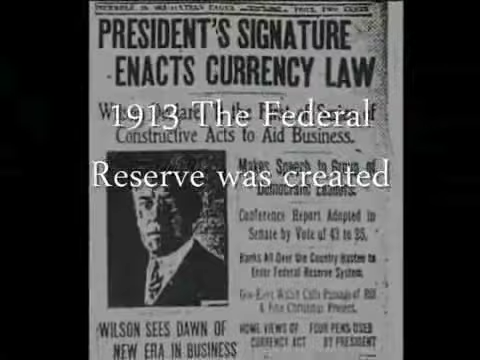 PRESIDENT'S SIGNATURE
ENACTS CURRENCY LAW
1913 The Federal
Reserve was created
Constructive Acts to Aid Business.
Makes Speech to Group of
Democratic Leaders.
Conference Report Adopted in
Senate by Vote of 43 to 25.
Banks All Over the Country Hasten to
Enter Federal Reserve System.
WILSON SEES DAWN OF
NEW ERA IN BUSINESS
HOME VIEWS OF
CURRENCY ACT
FOUR PENS USED
BY PRESIDENT